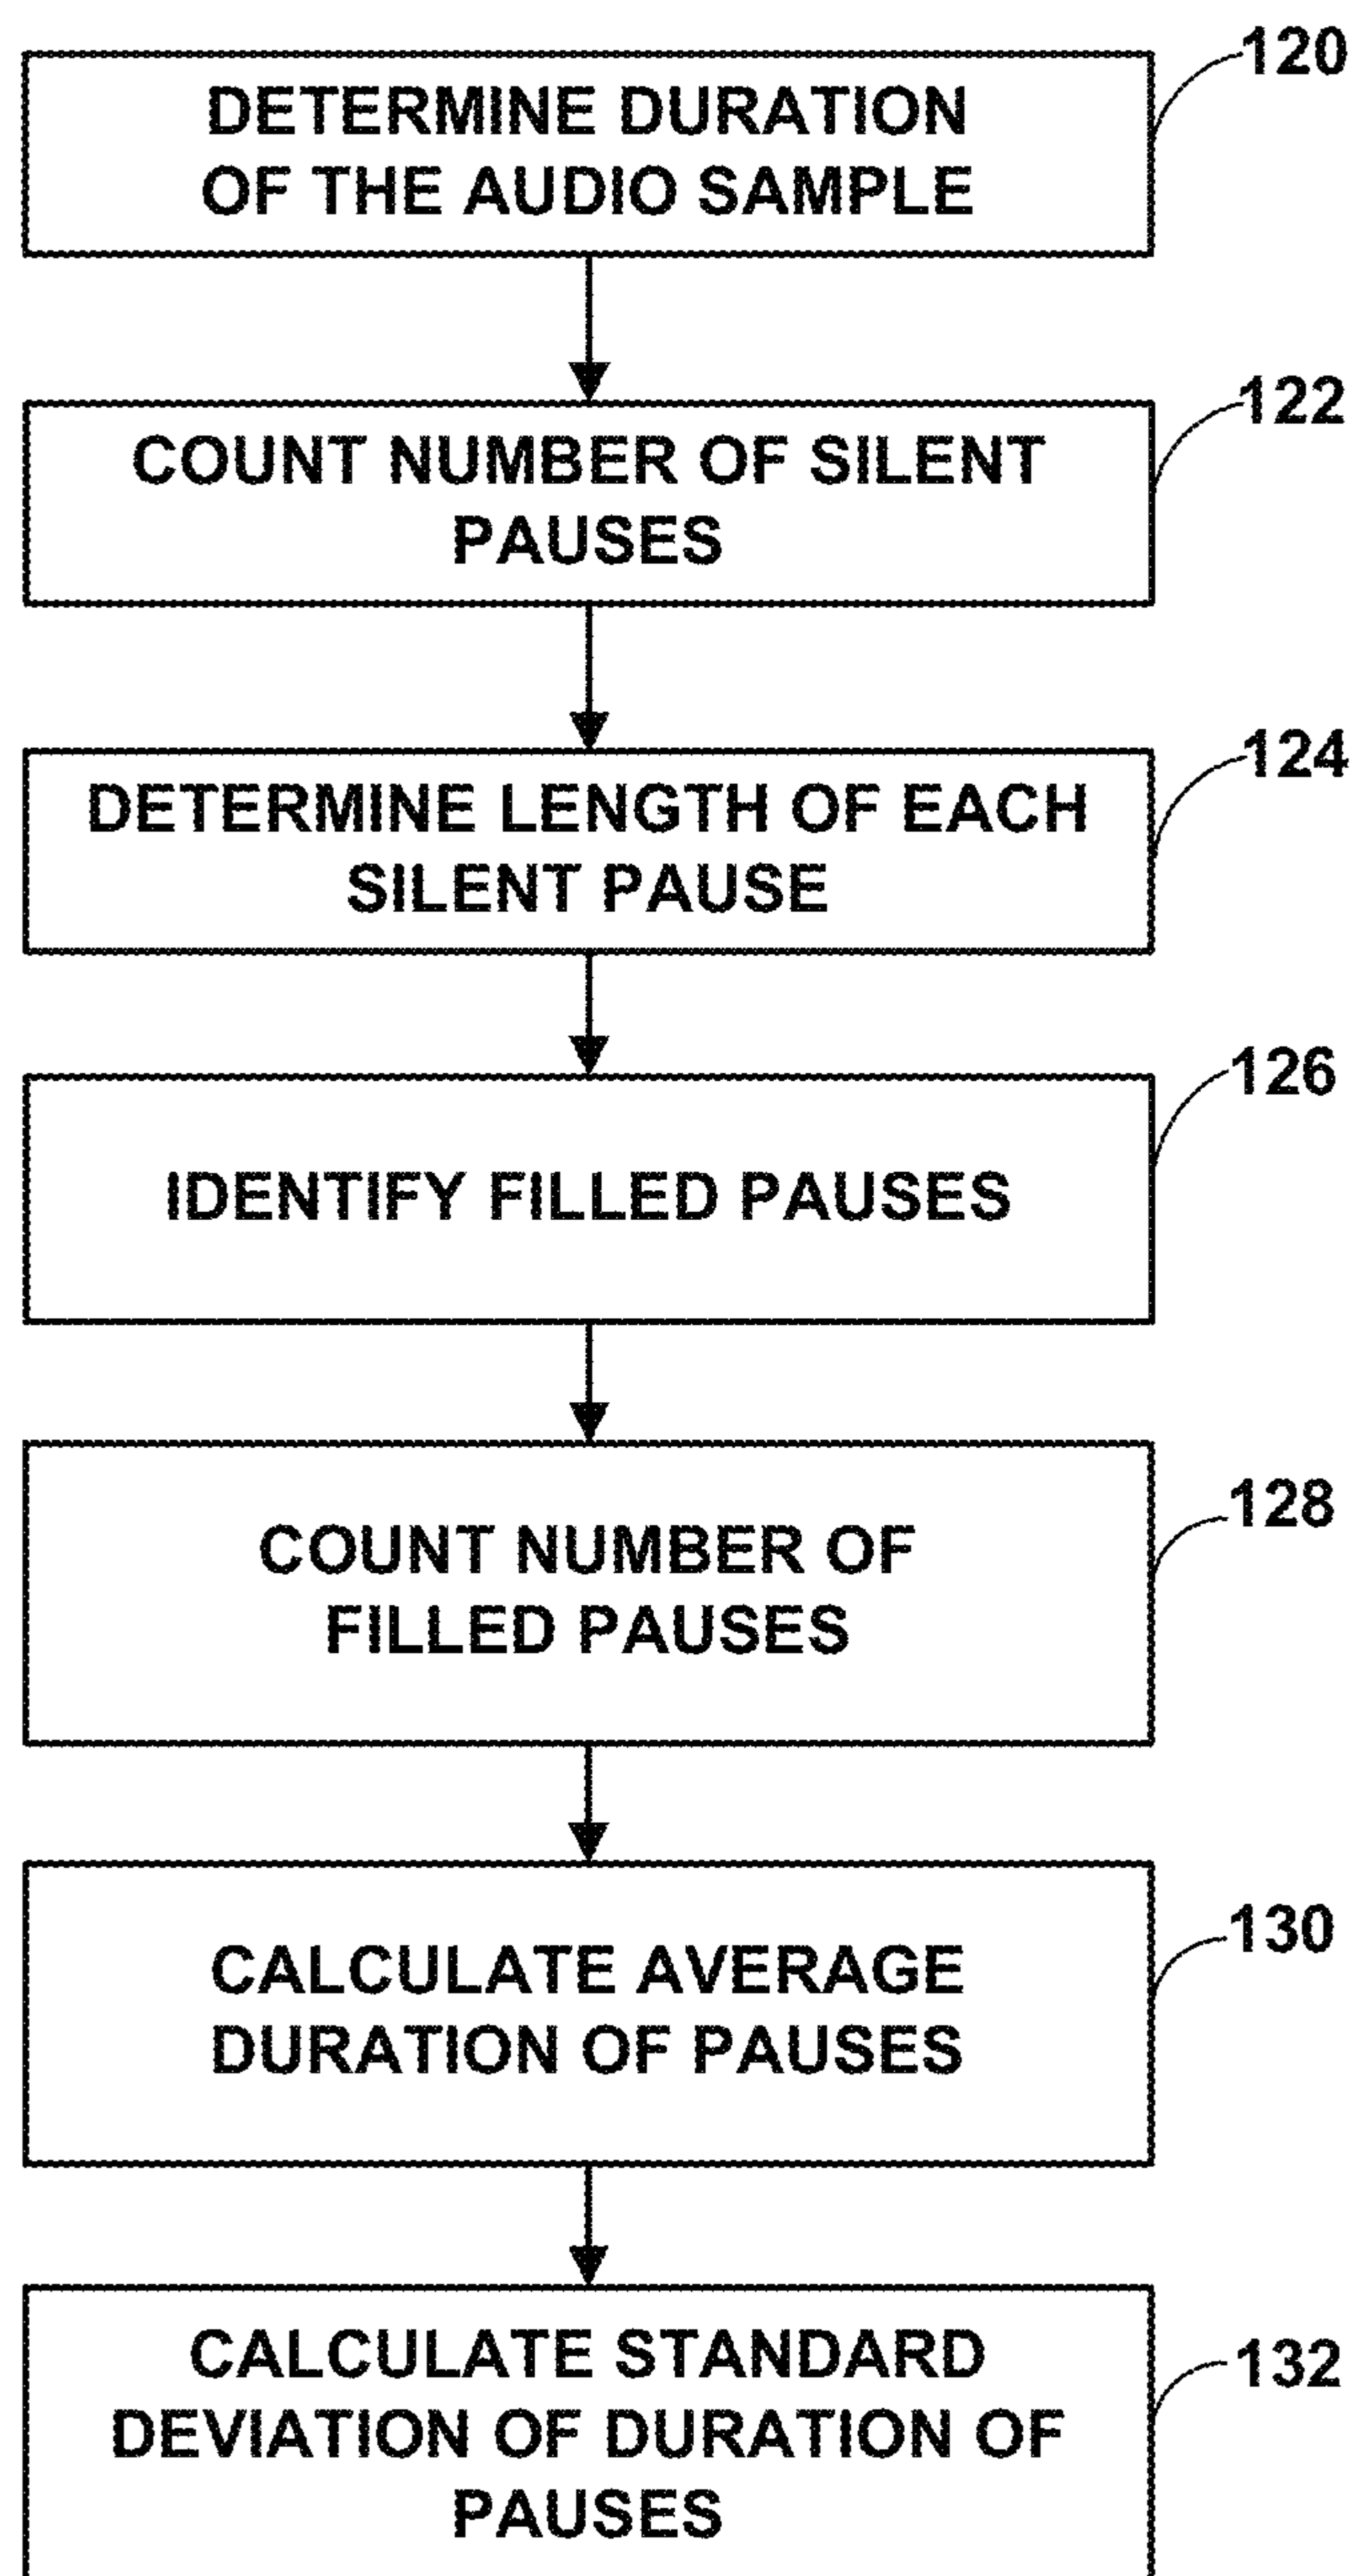 120
DETERMINE DURATION
OF THE AUDIO SAMPLE
122
COUNT NUMBER OF SILENT
PAUSES
124
DETERMINE LENGTH OF EACH
SILENT PAUSE
126
IDENTIFY FILLED PAUSES
128
COUNT NUMBER OF
FILLED PAUSES
130
CALCULATE AVERAGE
DURATION OF PAUSES
132
CALCULATE STANDARD
DEVIATION OF DURATION OF
PAUSES